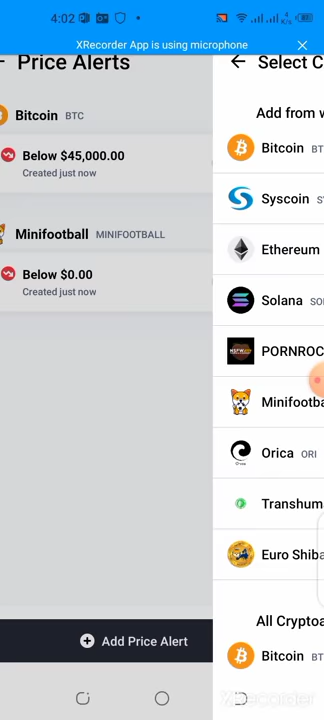 4:02
XRecorder App is using microphone
Price Alerts
Bitcoin BTC
Below $45,000.00
Created just now
Minifootball MINIFOOTBALL
Below $0.00
Created just now
Add Price Alert
Select C
Add from w
Bitcoin BT
Syscoin S
Ethereum
Solana SO
PORNROC
Minifootba
Orica ORI
Transhum
Euro Shiba
All Crypto
Bitcoin BT